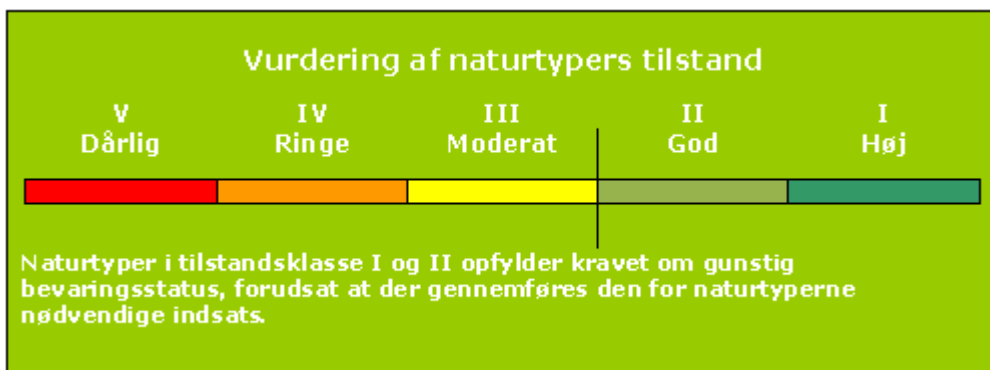 Vurdering af naturtypers tilstand
V IV III II I
Dårlig Ringe Moderat God Høj
Naturtyper i tilstandsklasse I og II opfylder kravet om gunstig
bevaringsstatus, forudsat at der gennemføres den for naturtyperne
nødvendige indsats.